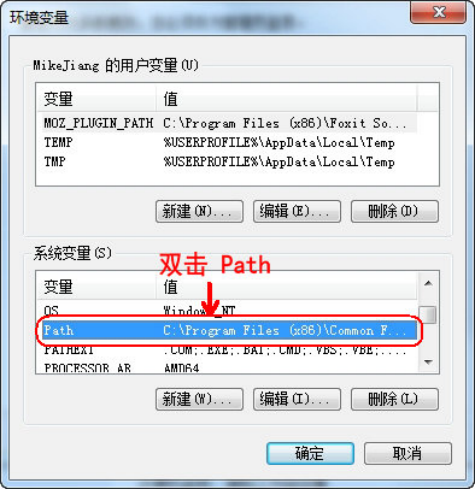 环境变量
MikeJiang 的用户变量(U)
变量 值
MOZ_PLUGIN_PATH C:\Program Files (x86)\Foxit So...
TEMP %USERPROFILE%\AppData\Local\Temp
TMP %USERPROFILE%\AppData\Local\Temp
新建(N)... 编辑(E)... 删除(D)
系统变量(S)
双击 Path
变量 值
OS Windows_NT
Path C:\Program Files (x86)\Common F...
PATHEXT .COM;.EXE;.BAT;.CMD;.VBS;.VBE;....
PROCESSOR_AR AMD64
新建(W)... 编辑(I)... 删除(L)
确定 取消